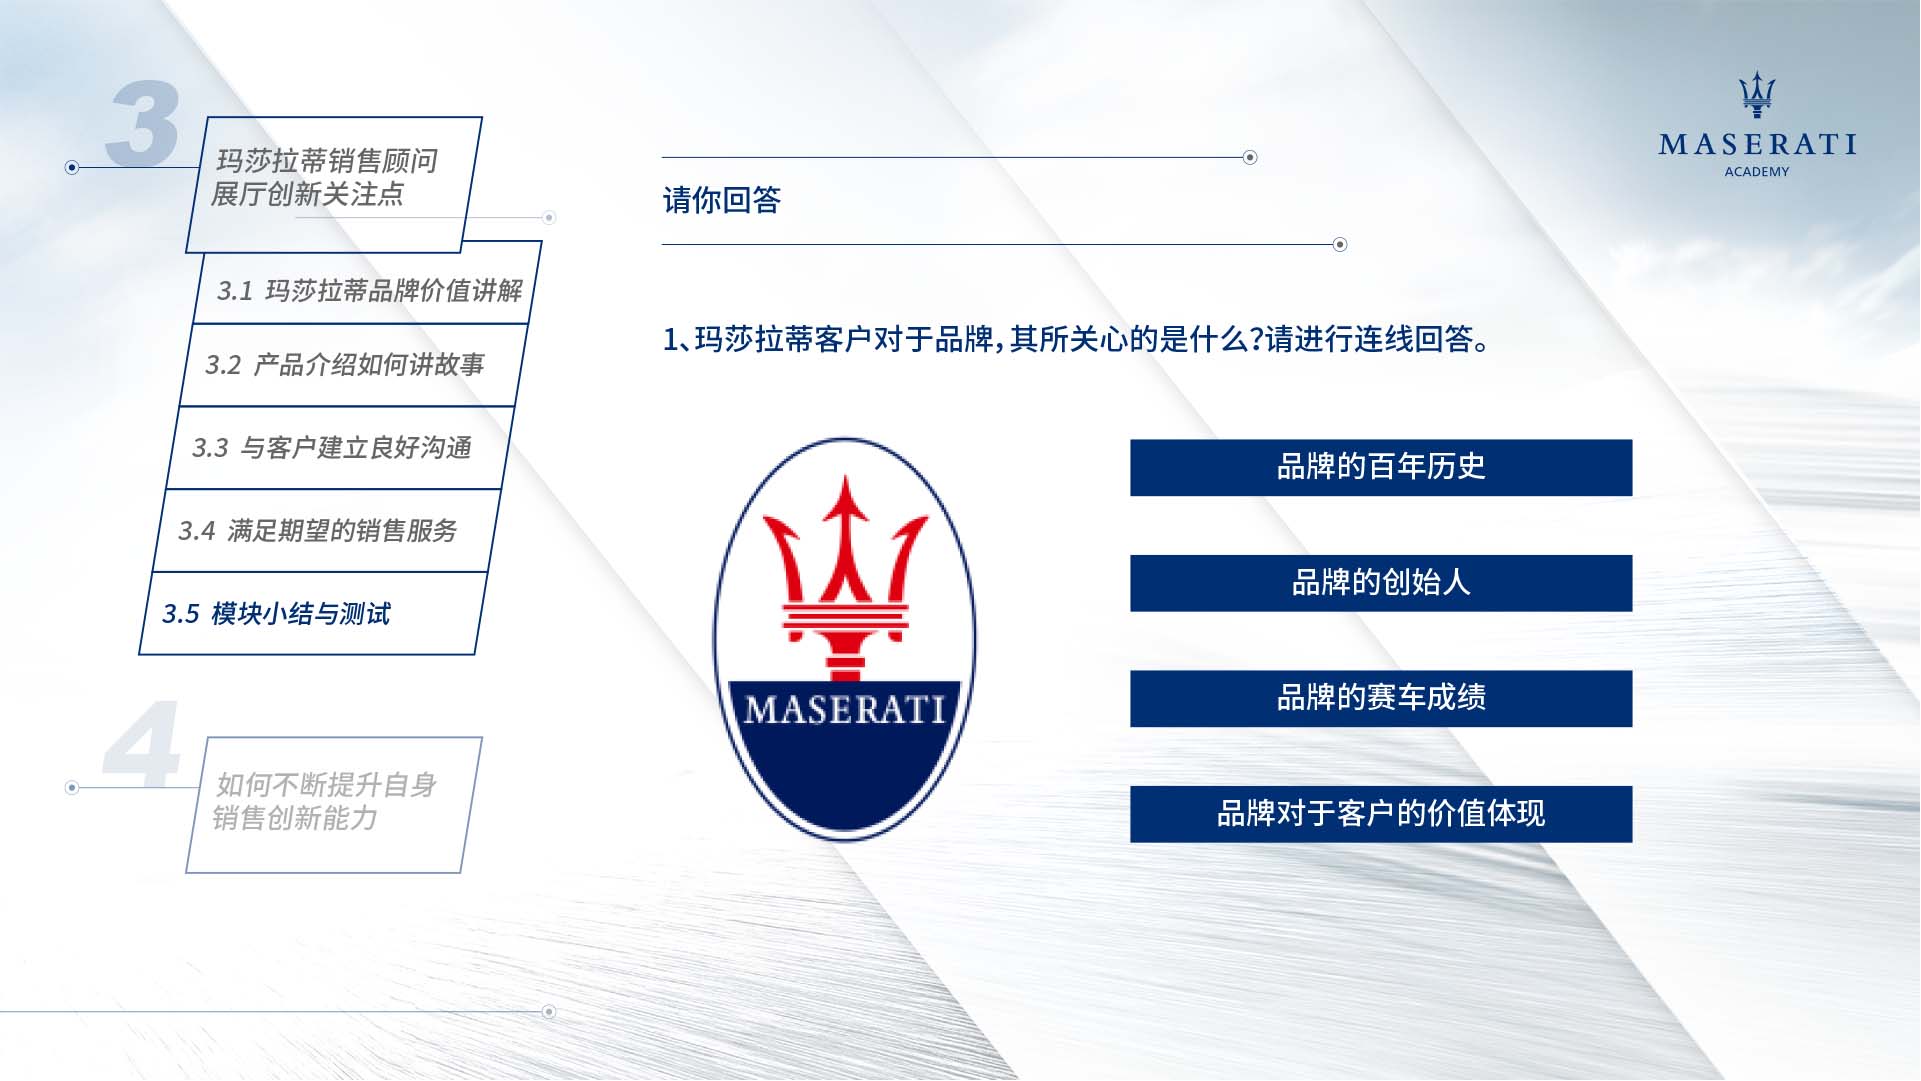 3
玛莎拉蒂销售顾问
展厅创新关注点
3.1 玛莎拉蒂品牌价值讲解
3.2 产品介绍如何讲故事
3.3 与客户建立良好沟通
3.4 满足期望的销售服务
3.5 模块小结与测试
4
如何不断提升自身
销售创新能力
MASERATI
ACADEMY
请你回答
1、玛莎拉蒂客户对于品牌，其所关心的是什么？请进行连线回答。
MASERATI
品牌的百年历史
品牌的创始人
品牌的赛车成绩
品牌对于客户的价值体现